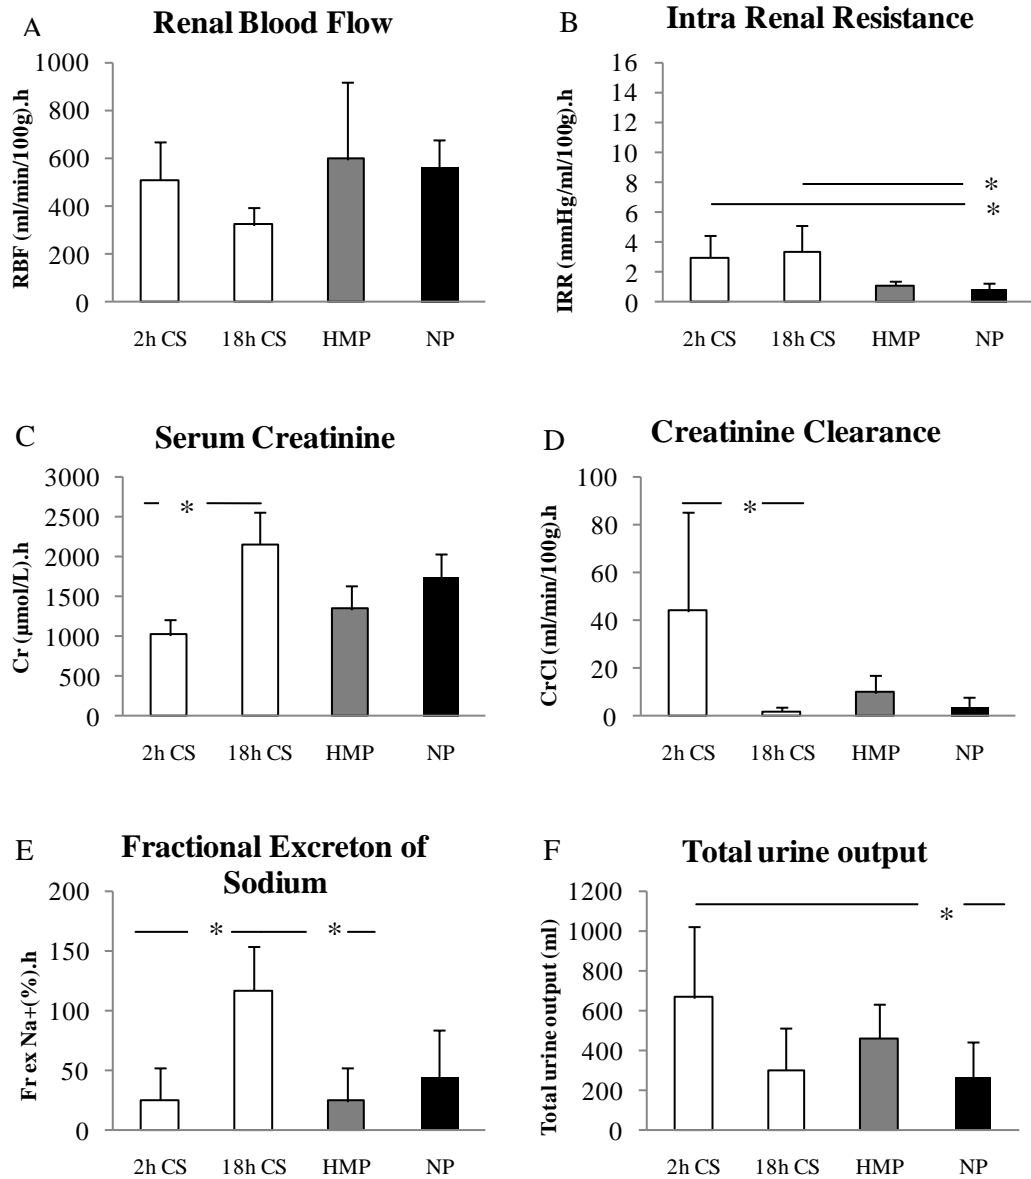 A
Renal Blood Flow
RBF (ml/min/100g).h
1000
800
600
400
200
0
2h CS 18h CS HMP NP
B
Intra Renal Resistance
IRR (mmHg/ml/100g).h
16
14
12
10
8
6
4
2
0
*
*
2h CS 18h CS HMP NP
C
Serum Creatinine
Cr (µmol/L).h
3000
2500
2000
1500
1000
500
0
*
2h CS 18h CS HMP NP
D
Creatinine Clearance
CrCl (ml/min/100g).h
100
80
60
40
20
0
*
2h CS 18h CS HMP NP
E
Fractional Excreton of
Sodium
Fr ex Na+(%).h
200
150
100
50
0
* *
2h CS 18h CS HMP NP
F
Total urine output
Total urine output (ml)
1200
1000
800
600
400
200
0
*
2h CS 18h CS HMP NP